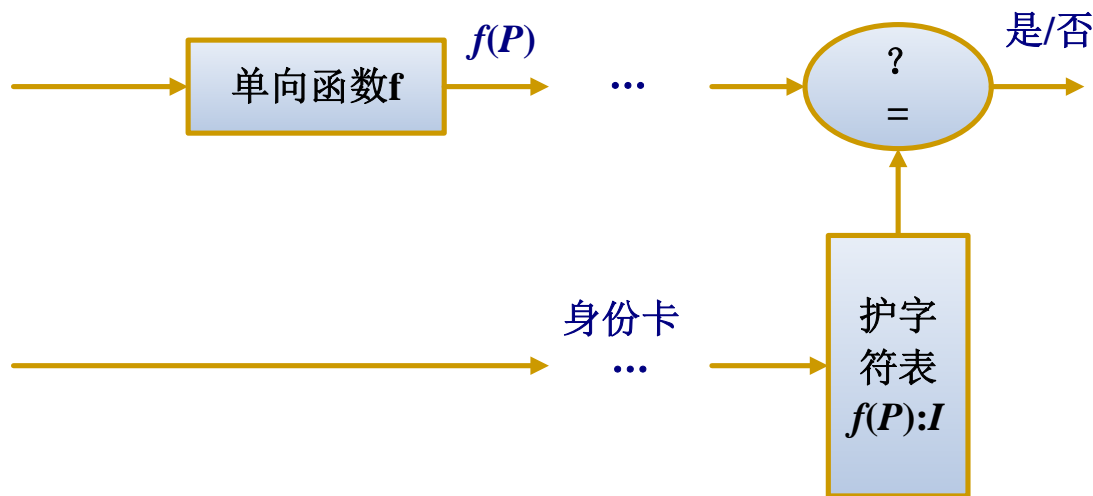 f(P)
是/否
单向函数f
...
?
=
身份卡
...
护字
符表
f(P):I